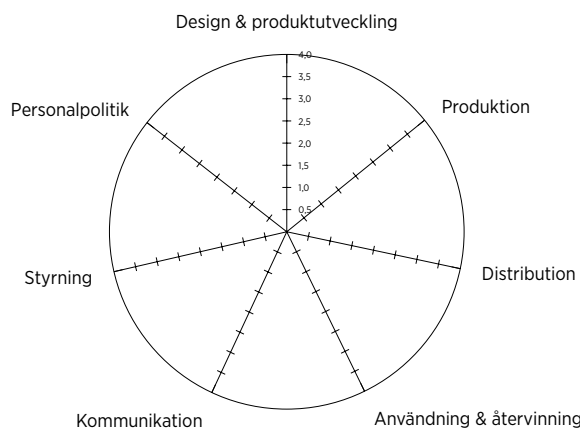 Design & produktutveckling
4,0
3,5
3,0
2,5
2,0
1,5
1,0
0,5
Produktion
Distribution
Användning & återvinning
Kommunikation
Styrning
Personalpolitik